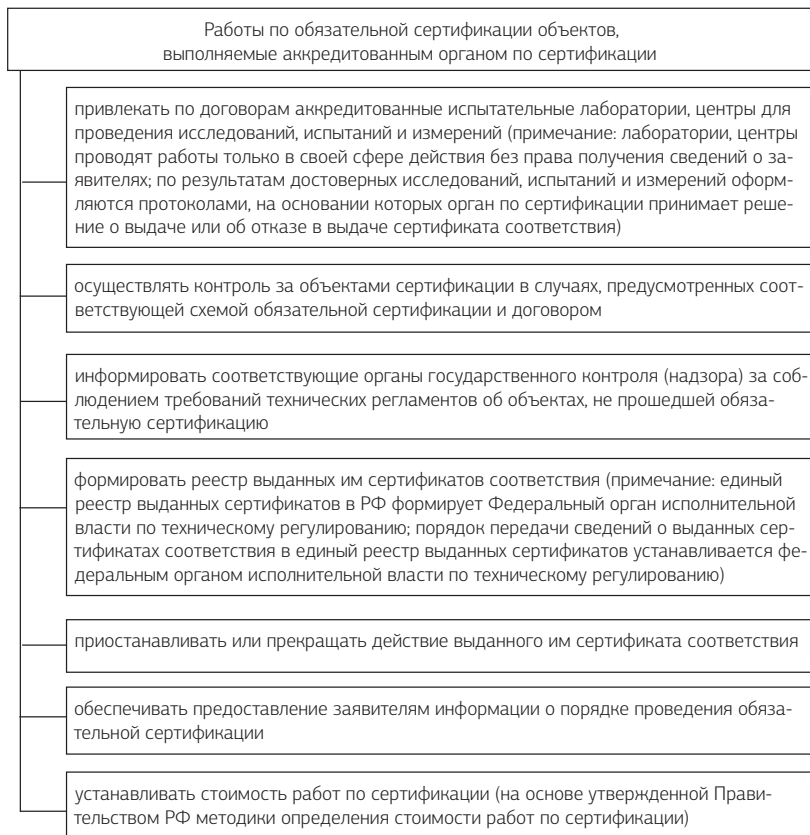 Работы по обязательной сертификации объектов,
выполняемые аккредитованным органом по сертификации
привлекать по договорам аккредитованные испытательные лаборатории, центры для
проведения исследований, испытаний и измерений (примечание: лаборатории, центры
проводят работы только в своей сфере действия без права получения сведений о за-
явителях; по результатам достоверных исследований, испытаний и измерений оформ-
ляются протоколами, на основании которых орган по сертификации принимает реше-
ние о выдаче или об отказе в выдаче сертификата соответствия)
осуществлять контроль за объектами сертификации в случаях, предусмотренных соот-
ветствующей схемой обязательной сертификации и договором
информировать соответствующие органы государственного контроля (надзора) за соб-
людением требований технических регламентов об объектах, не прошедшей обяза-
тельную сертификацию
формировать реестр выданных им сертификатов соответствия (примечание: единый
реестр выданных сертификатов в РФ формирует Федеральный орган исполнительной
власти по техническому регулированию; порядок передачи сведений о выданных сер-
тификатах соответствия в единый реестр выданных сертификатов устанавливается фе-
деральным органом исполнительной власти по техническому регулированию)
приостанавливать или прекращать действие выданного им сертификата соответствия
обеспечивать предоставление заявителям информации о порядке проведения обяза-
тельной сертификации
устанавливать стоимость работ по сертификации (на основе утвержденной Прави-
тельством РФ методики определения стоимости работ по сертификации)